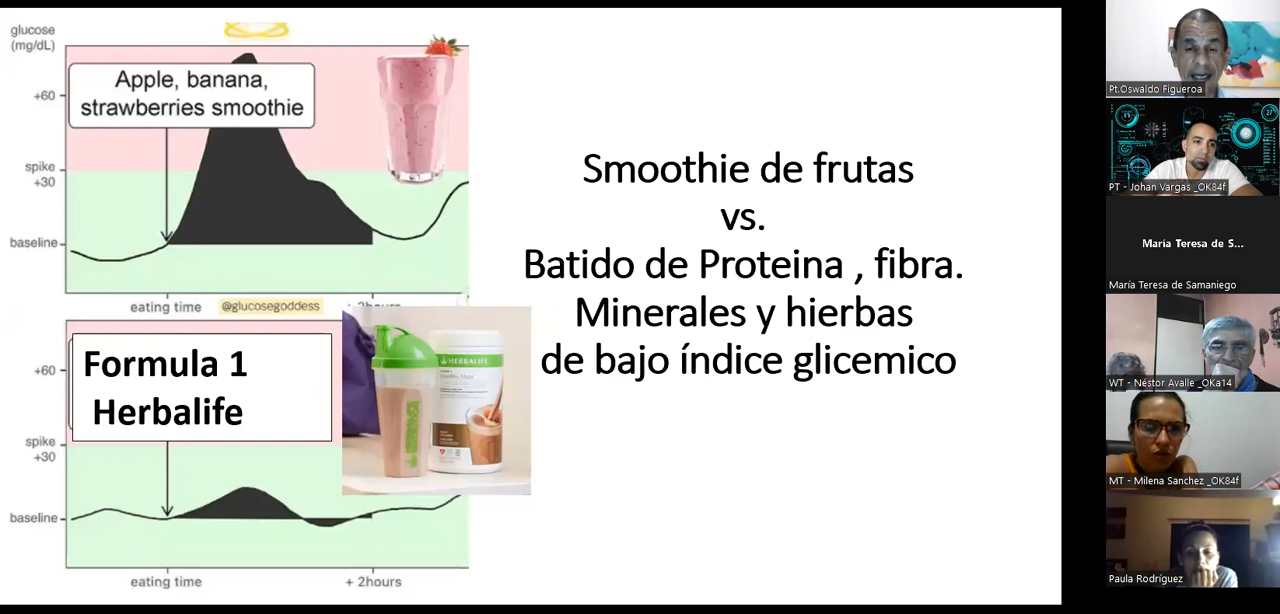 glucose
(mg/dL)
Apple, banana,
strawberries smoothie
+60
spike
+30
baseline
eating time
@glucosegoddess
+60
Formula 1
Herbalife
HERBALIFE
spike
+30
baseline
eating time
+ 2hours
Smoothie de frutas
vs.
Batido de Proteina , fibra.
Minerales y hierbas
de bajo índice glicemico
Pt.Oswaldo Figueroa
PT - Johan Vargas _OK84f
María Teresa de S...
María Teresa de Samaniego
WT - Néstor Avalle _OKa14
MT - Milena Sanchez _OK84f
Paula Rodríguez